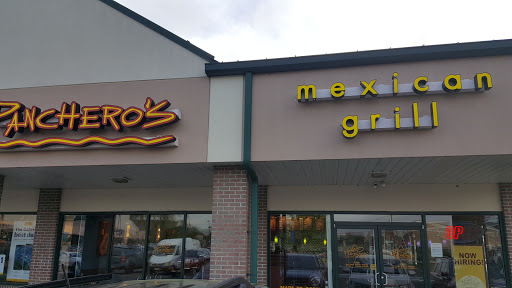 PANCHERO'S
mexican
grill
NOW
HIRING!